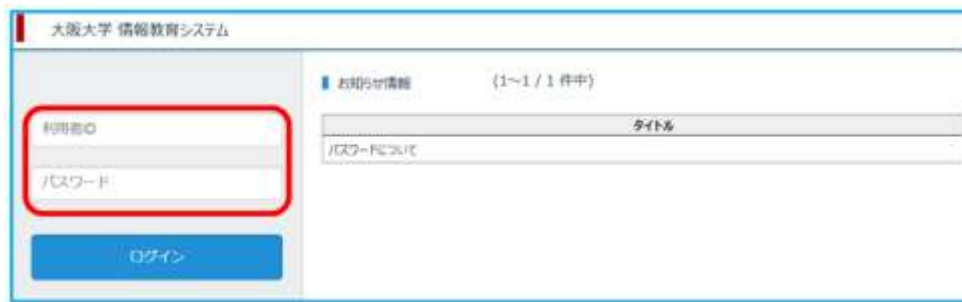 大阪大学 情報教育システム
利用者ID
パスワード
ログイン
お知らせ情報 (1～1 / 1 件中)
タイトル
パスワードについて